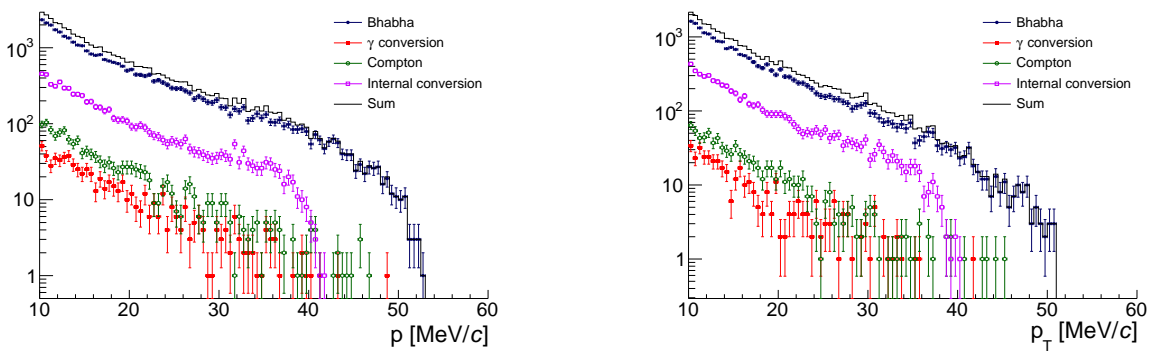 Bhabha
γ conversion
Compton
Internal conversion
Sum
10³
10²
10
1
10 20 30 40 50 60
p [MeV/c]
Bhabha
γ conversion
Compton
Internal conversion
Sum
10³
10²
10
1
10 20 30 40 50 60
p_T [MeV/c]